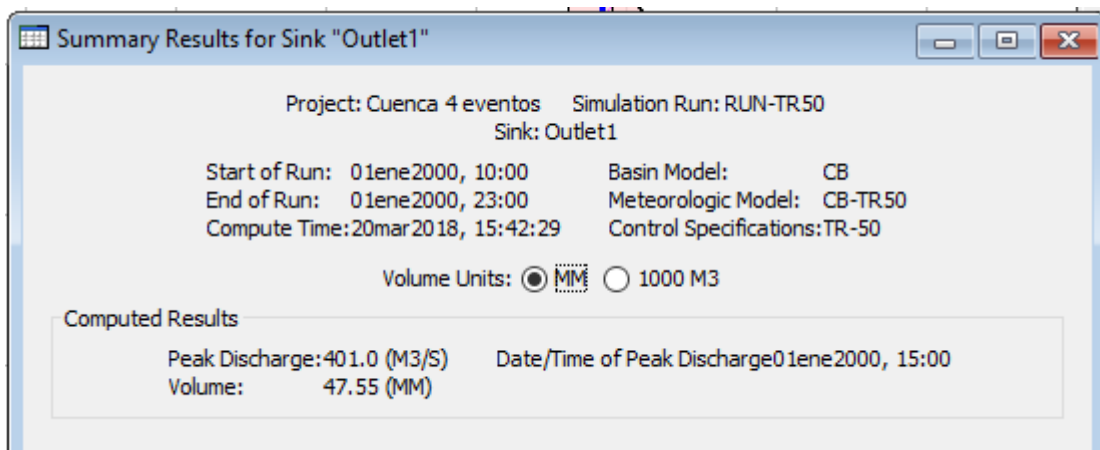 Summary Results for Sink "Outlet1"
Project: Cuenca 4 eventos Simulation Run: RUN-TR50
Sink: Outlet1
Start of Run: 01ene2000, 10:00 Basin Model: CB
End of Run: 01ene2000, 23:00 Meteorologic Model: CB-TR50
Compute Time:20mar2018, 15:42:29 Control Specifications:TR-50
Volume Units: MM 1000 M3
Computed Results
Peak Discharge:401.0 (M3/S) Date/Time of Peak Discharge01ene2000, 15:00
Volume: 47.55 (MM)